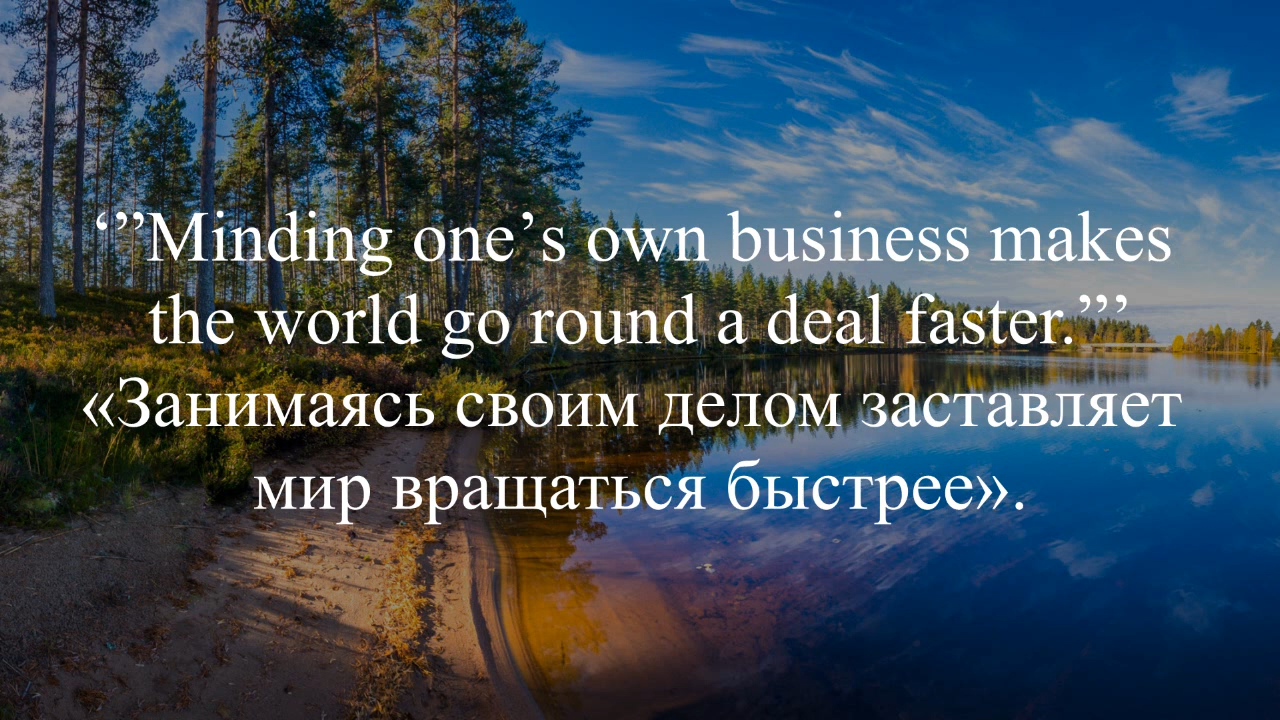 ‘”Minding one’s own business makes
the world go round a deal faster.”’
«Занимаясь своим делом заставляет
мир вращаться быстрее».